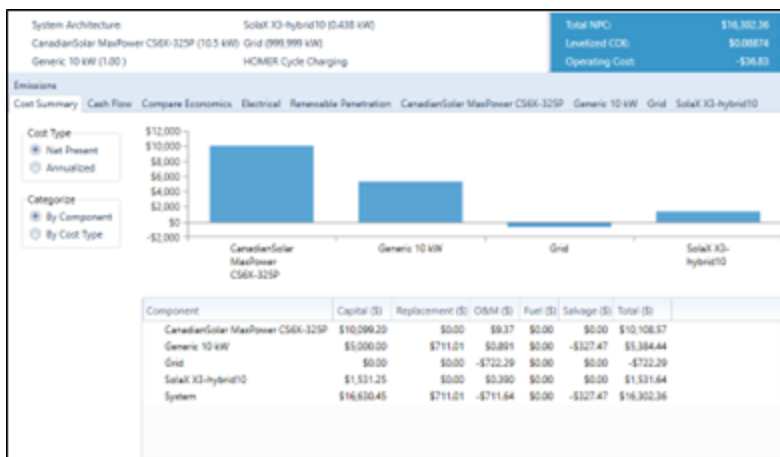 System Architecture: SolaX X3-hybrid10 (0.438 kW) Total NPC: $16,302.36
CanadianSolar MaxPower CS6X-325P (10.5 kW) Grid (999,999 kW) Levelized COE: $0.08874
Generic 10 kW (1.00 ) HOMER Cycle Charging Operating Cost: -$36.83
Emissions
Cost Summary Cash Flow Compare Economics Electrical Renewable Penetration CanadianSolar MaxPower CS6X-325P Generic 10 kW Grid SolaX X3-hybrid10
Cost Type
Net Present
Annualized
Categorize
By Component
By Cost Type
$12,000
$10,000
$8,000
$6,000
$4,000
$2,000
$0
-$2,000
CanadianSolar MaxPower CS6X-325P
Generic 10 kW
Grid
SolaX X3-hybrid10
Component Capital ($) Replacement ($) O&M ($) Fuel ($) Salvage ($) Total ($)
CanadianSolar MaxPower CS6X-325P $10,099.20 $0.00 $9.37 $0.00 $0.00 $10,108.57
Generic 10 kW $5,000.00 $711.01 $0.891 $0.00 -$327.47 $5,384.44
Grid $0.00 $0.00 -$722.29 $0.00 $0.00 -$722.29
SolaX X3-hybrid10 $1,531.25 $0.00 $0.390 $0.00 $0.00 $1,531.64
System $16,630.45 $711.01 -$711.64 $0.00 -$327.47 $16,302.36